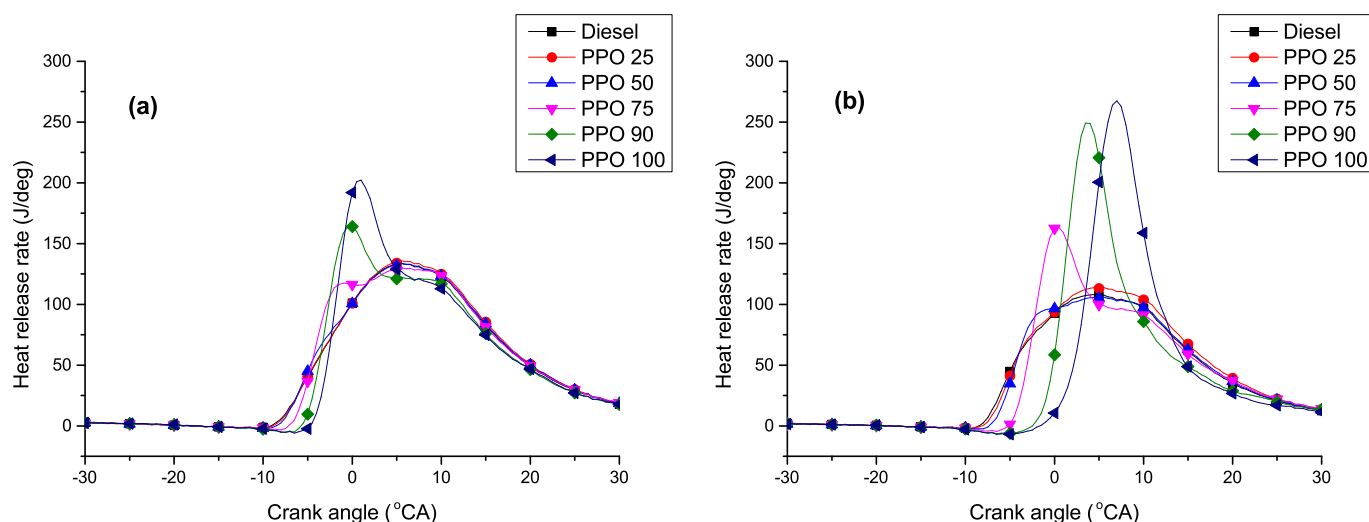 Diesel
PPO 25
PPO 50
PPO 75
PPO 90
PPO 100
(a)
Heat release rate (J/deg)
300
250
200
150
100
50
0
-30 -20 -10 0 10 20 30
Crank angle (°CA)
Diesel
PPO 25
PPO 50
PPO 75
PPO 90
PPO 100
(b)
Heat release rate (J/deg)
300
250
200
150
100
50
0
-30 -20 -10 0 10 20 30
Crank angle (°CA)